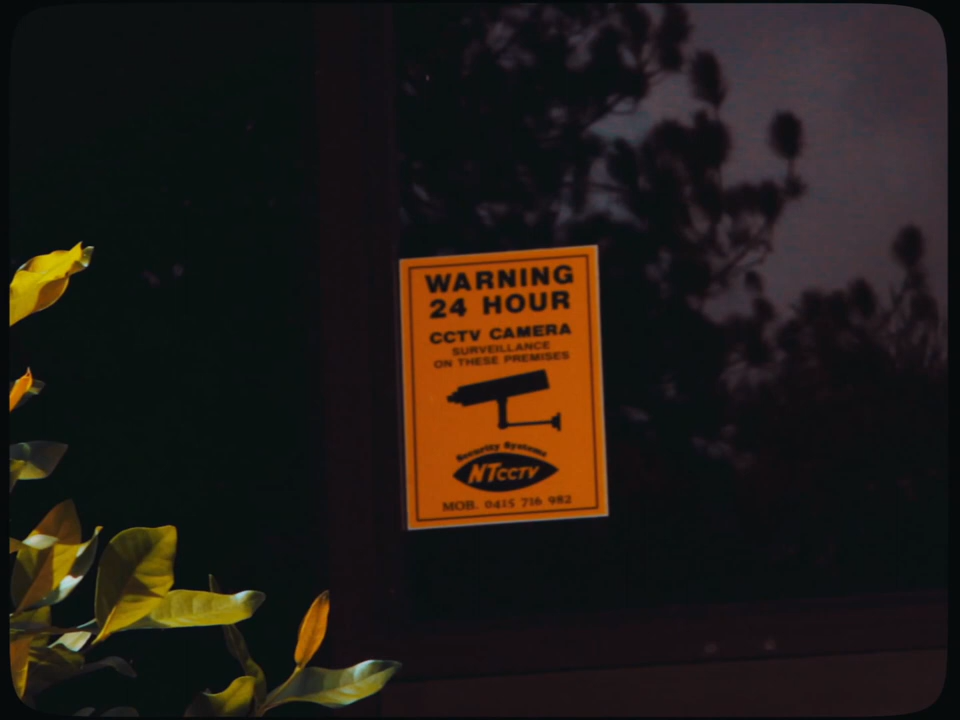 WARNING
24 HOUR
CCTV CAMERA
SURVEILLANCE
ON THESE PREMISES
Security Systems
NTCCTV
MOB. 0415 716 982